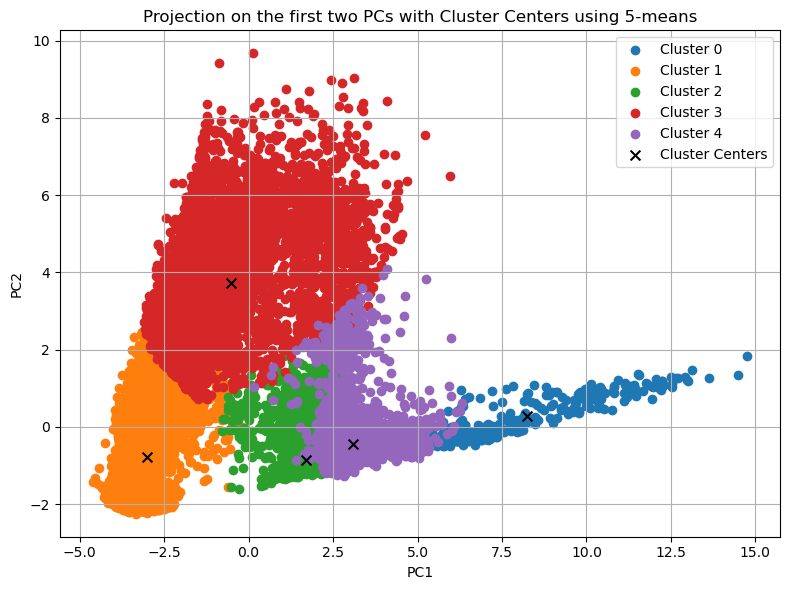 Projection on the first two PCs with Cluster Centers using 5-means
Cluster 0
Cluster 1
Cluster 2
Cluster 3
Cluster 4
Cluster Centers
10
8
6
4
2
0
−2
PC2
−5.0 −2.5 0.0 2.5 5.0 7.5 10.0 12.5 15.0
PC1